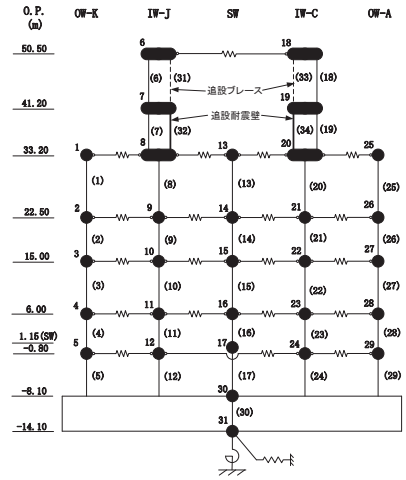 O.P.
(m)
OW-K IW-J SW IW-C OW-A
50.50 6 18
(6) (31) (33) (18)
追設ブレース
41.20 7 19
追設耐震壁
(7) (32) (34) (19)
33.20 1 8 13 20 25
(1) (8) (13) (20) (25)
22.50 2 9 14 21 26
(2) (9) (14) (21) (26)
15.00 3 10 15 22 27
(3) (10) (15) (22) (27)
6.00 4 11 16 23 28
(4) (11) (16) (23) (28)
1.15(SW) 17
-0.80 5 12 24 29
(5) (12) (17) (24) (29)
-8.10 30
(30)
-14.10 31